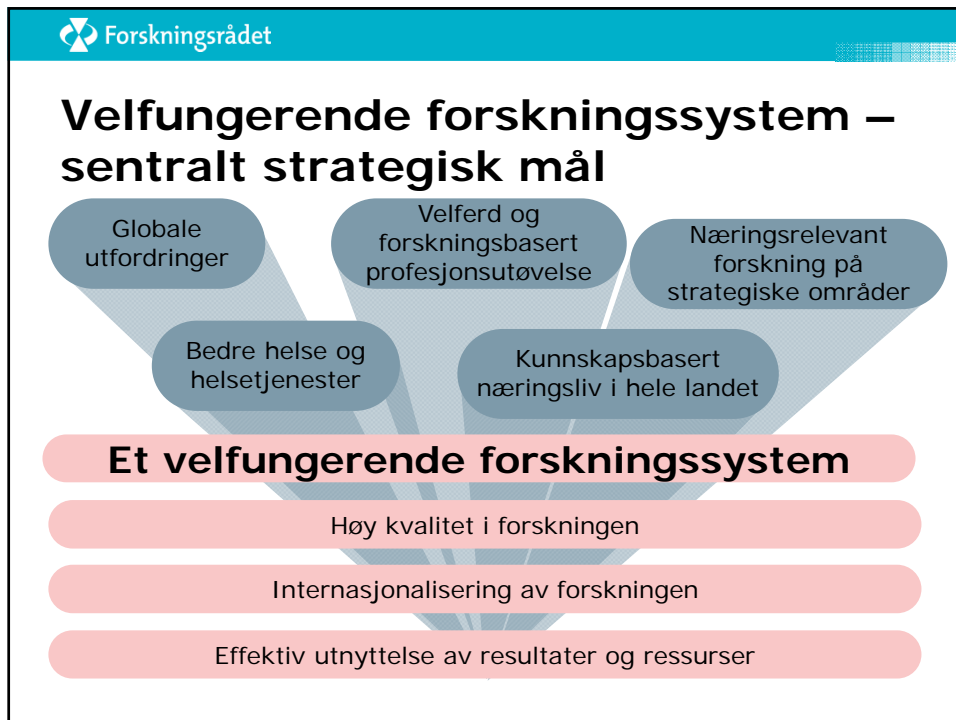 Forskningsrådet
Velfungerende forskningssystem –
sentralt strategisk mål
Globale
utfordringer
Velferd og
forskningsbasert
profesjonsutøvelse
Næringsrelevant
forskning på
strategiske områder
Bedre helse og
helsetjenester
Kunnskapsbasert
næringsliv i hele landet
Et velfungerende forskningssystem
Høy kvalitet i forskningen
Internasjonalisering av forskningen
Effektiv utnyttelse av resultater og ressurser